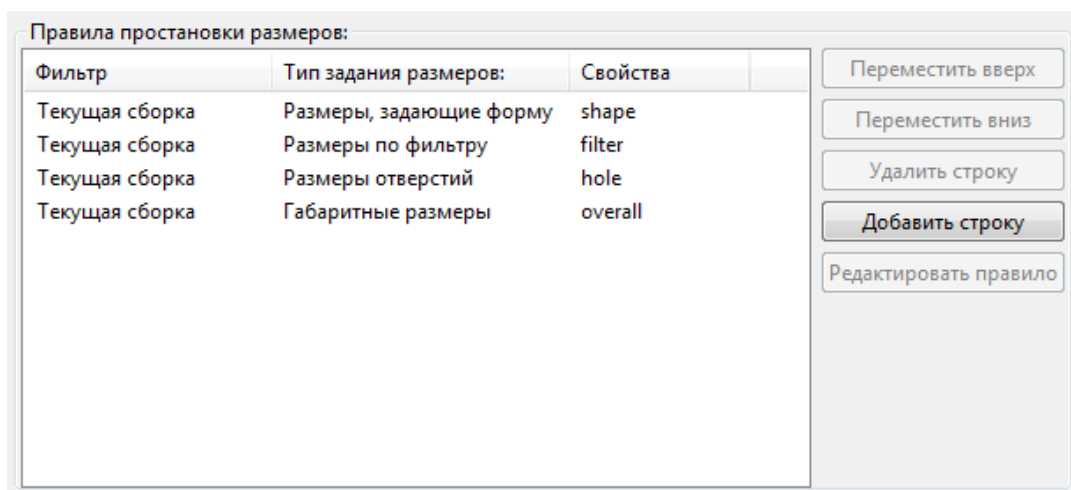 Правила простановки размеров:
Фильтр Тип задания размеров: Свойства
Текущая сборка Размеры, задающие форму shape
Текущая сборка Размеры по фильтру filter
Текущая сборка Размеры отверстий hole
Текущая сборка Габаритные размеры overall
Переместить вверх
Переместить вниз
Удалить строку
Добавить строку
Редактировать правило